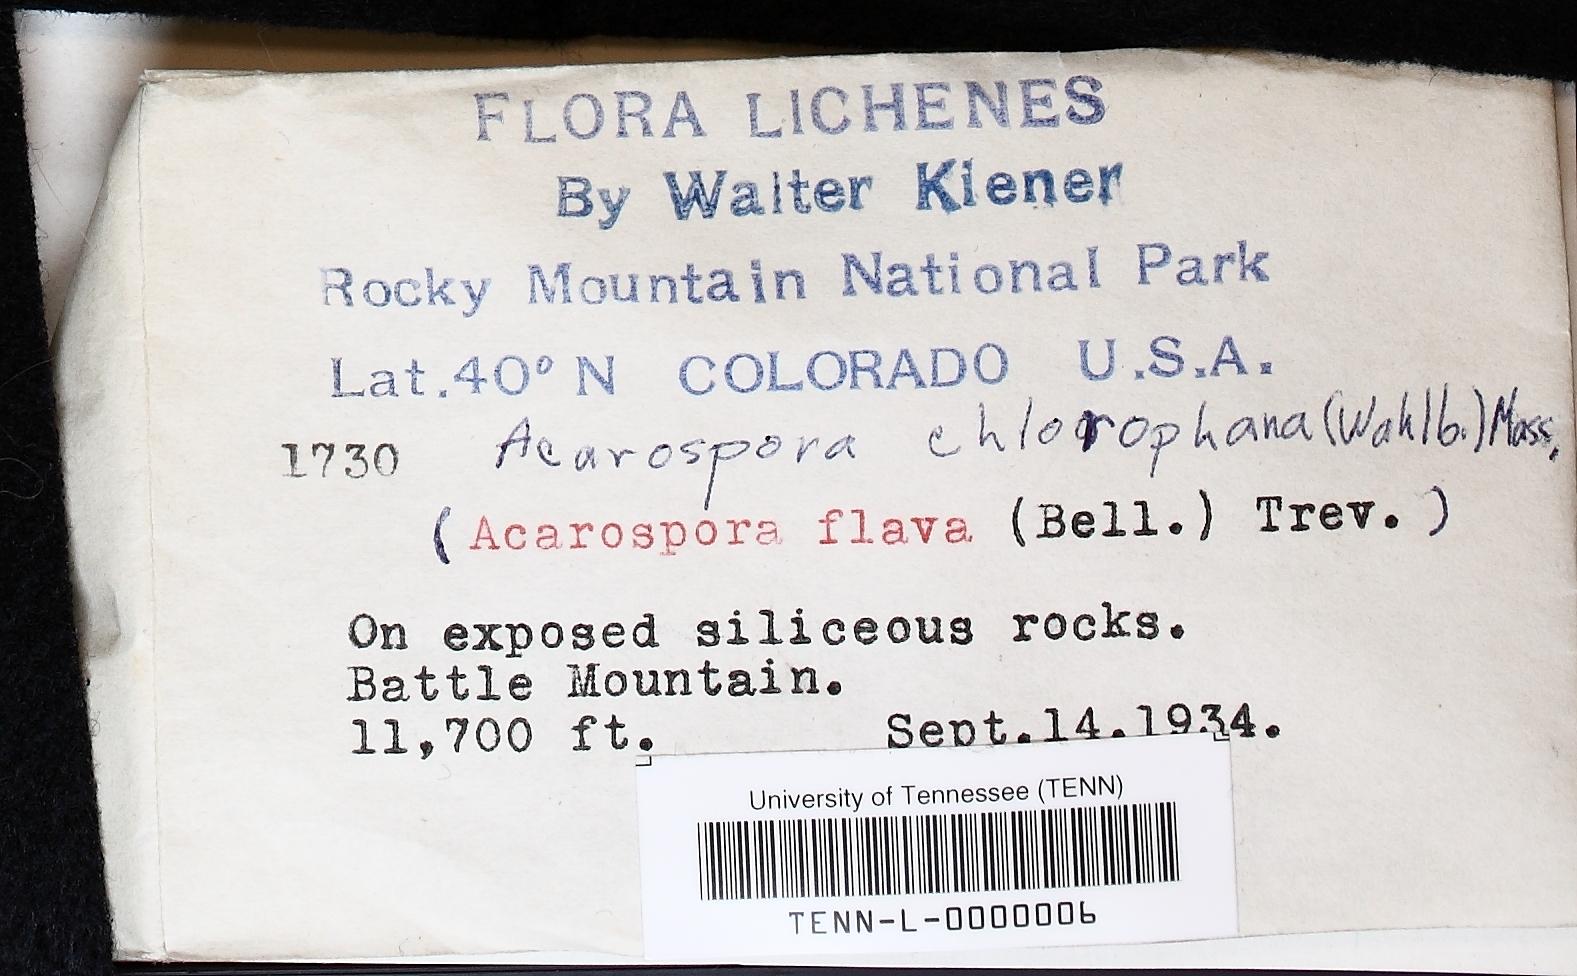 FLORA LICHENES
By Walter Kiener
Rocky Mountain National Park
Lat.40° N COLORADO U.S.A.
1730 Acarospora chlorophana (Wahlb.) Mass.
(Acarospora flava (Bell.) Trev.)
On exposed siliceous rocks.
Battle Mountain.
11,700 ft. Sept.14.1934.
University of Tennessee (TENN)
TENN-L-0000006